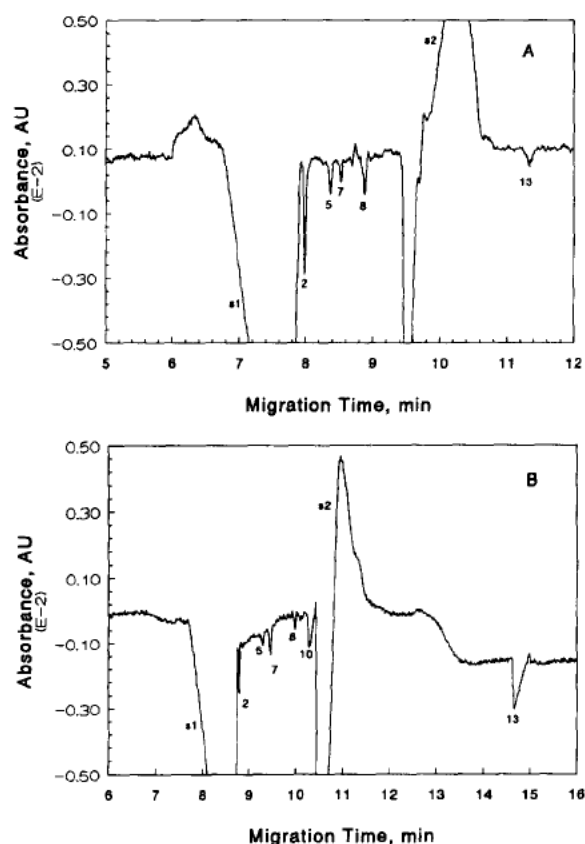 0.50
s2
A
0.30
0.10
5
7
8
13
-0.10
2
-0.30
s1
-0.50
5 6 7 8 9 10 11 12
Absorbance, AU
(E-2)
Migration Time, min
0.50
B
s2
0.30
0.10
-0.10
5
8
10
7
2
13
-0.30
s1
-0.50
6 7 8 9 10 11 12 13 14 15 16
Absorbance, AU
(E-2)
Migration Time, min